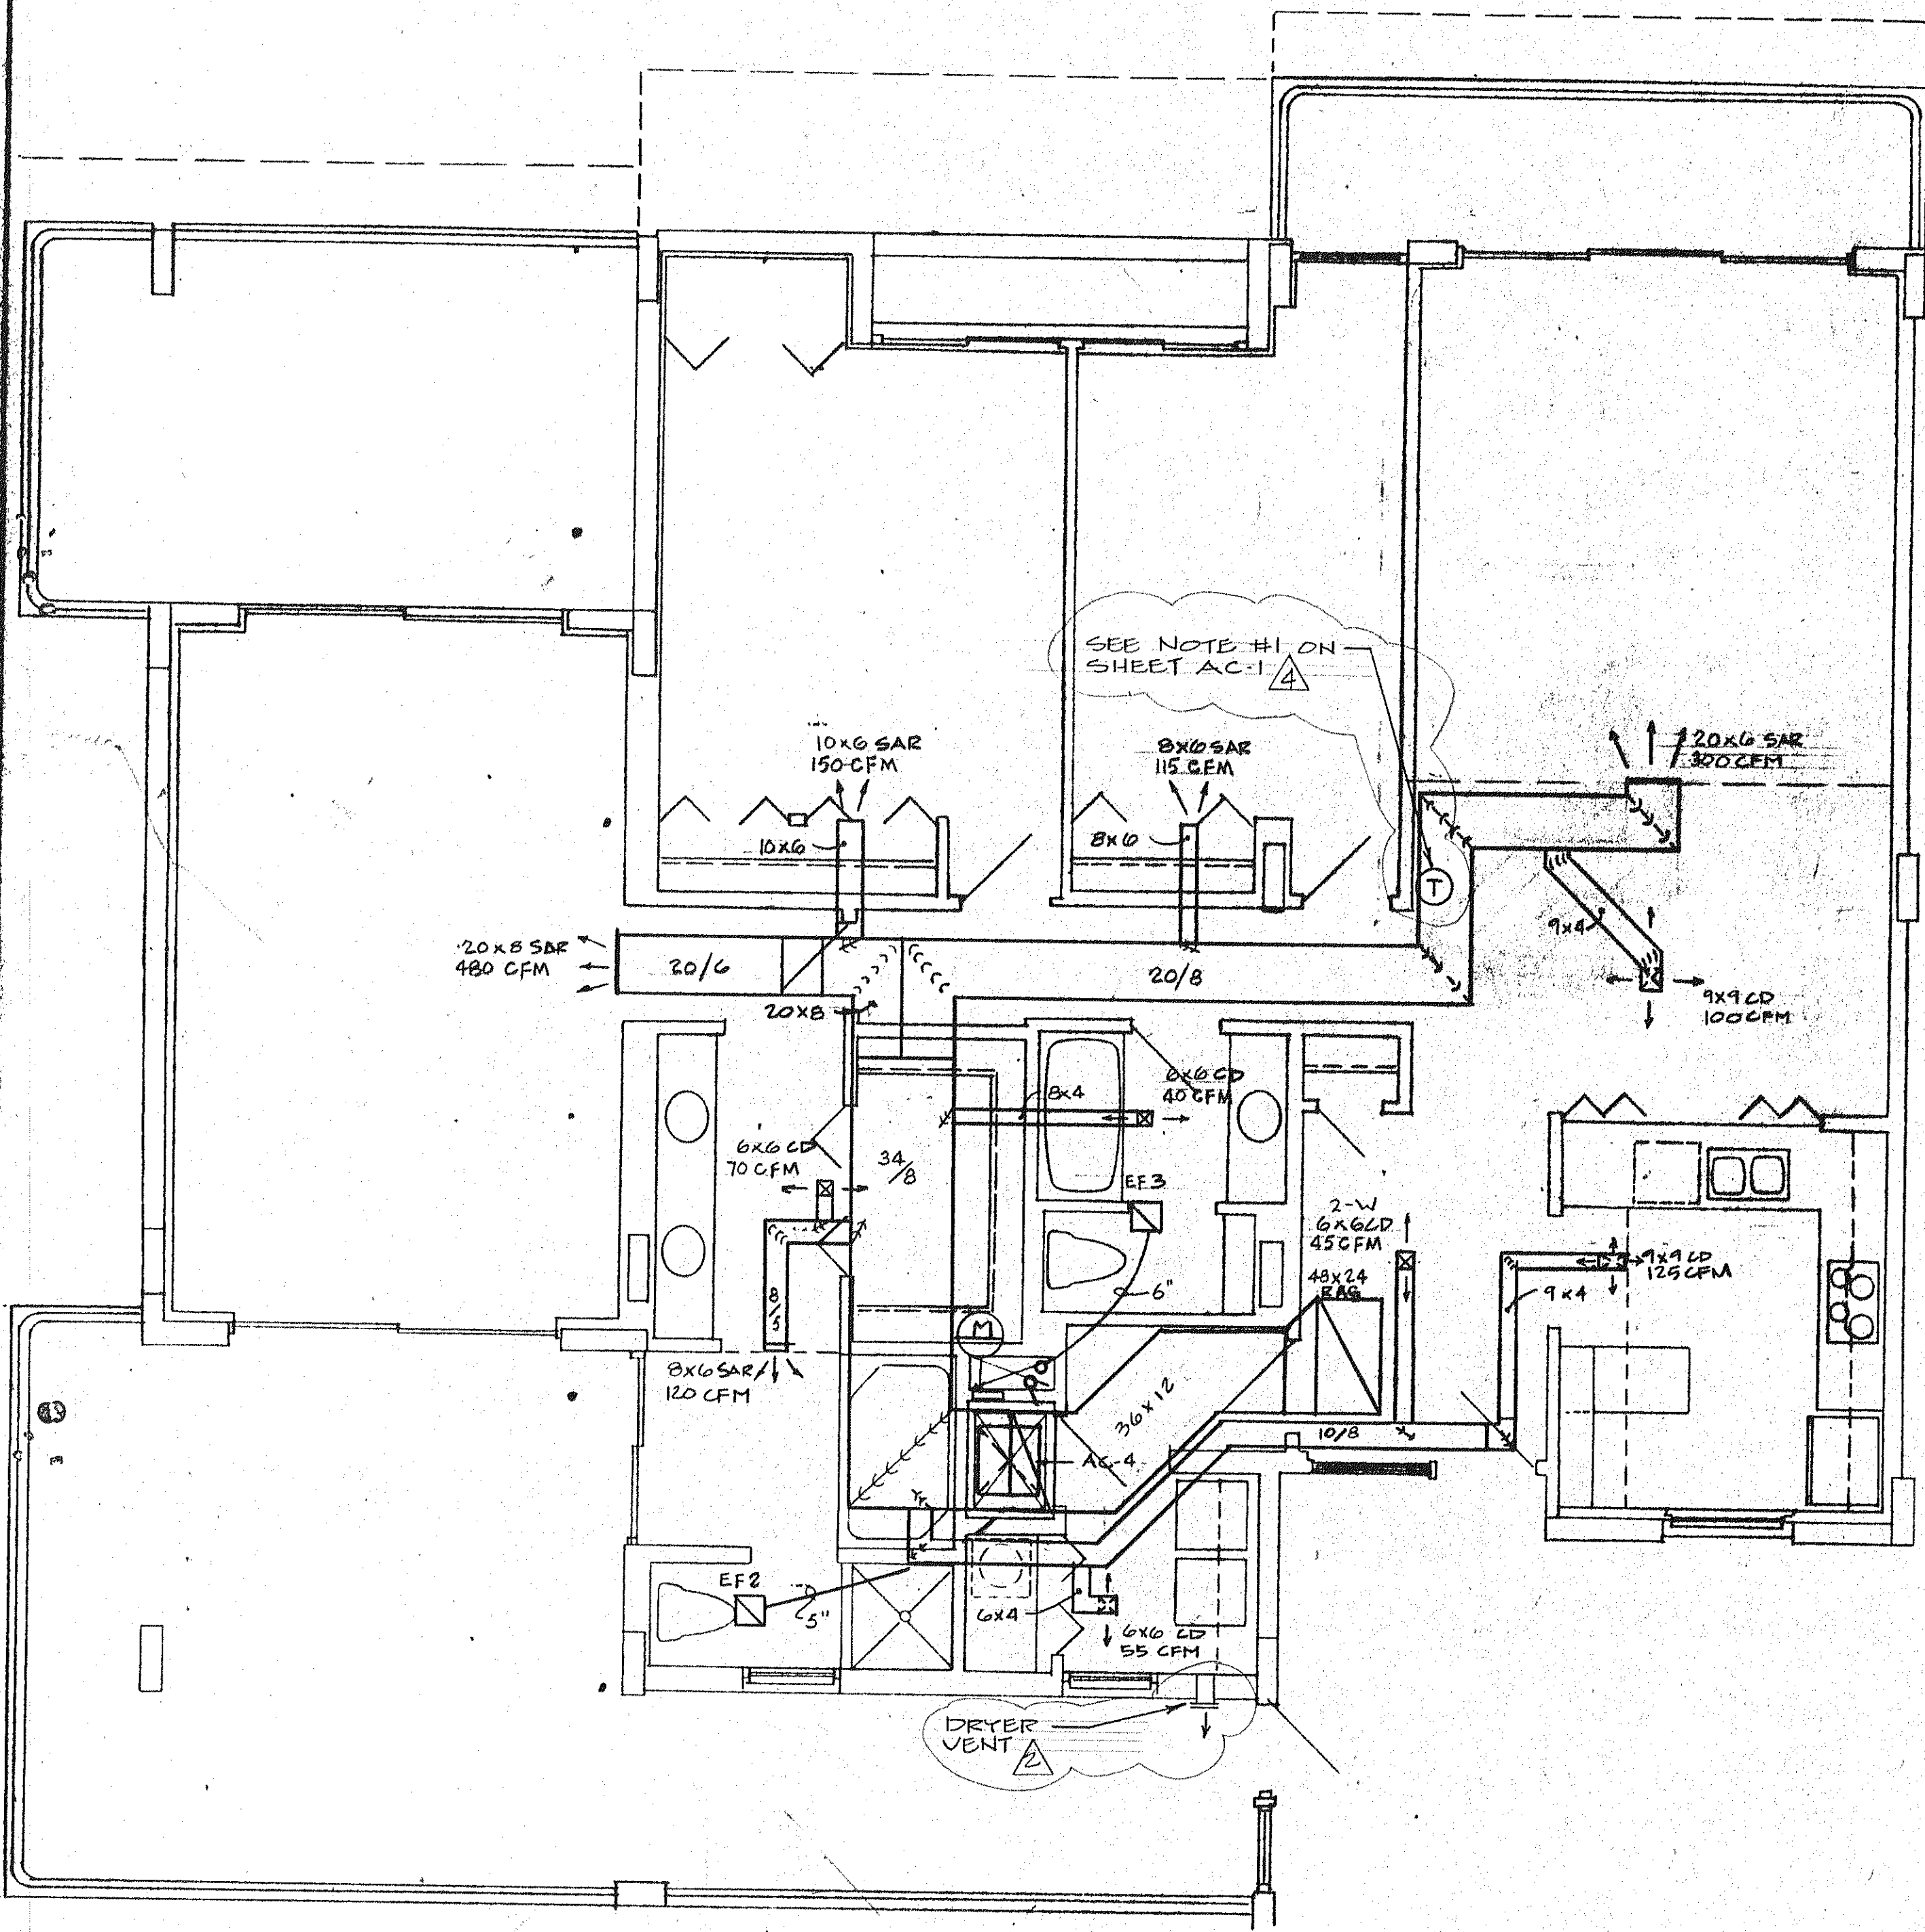 SEE NOTE #1 ON
SHEET AC-1 4
10x6 SAR
150 CFM
8x6 SAR
115 CFM
20x6 SAR
300 CFM
10x6
8x6
T
9x4
20x8 SAR
480 CFM
20/6
20/8
20x8
9x9 CD
100 CFM
6x6 CD
40 CFM
8x4
6x6 CD
70 CFM
34/8
EF3
2-W
6x6 CD
45 CFM
9x9 CD
125 CFM
6"
48x24
RAG
9x4
8/5
M
8x6 SAR
120 CFM
36x12
10/8
AC-4
EF2
5"
6x4
6x6 CD
55 CFM
DRYER
VENT 2